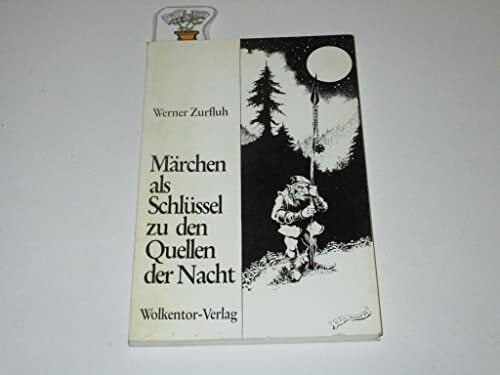 Werner Zurfluh
Märchen
als
Schlüssel
zu den
Quellen
der Nacht
Wolkentor-Verlag